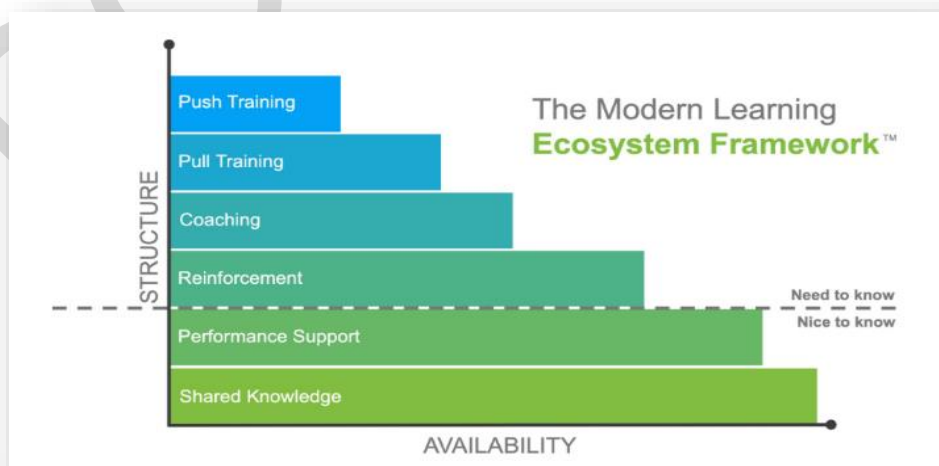 The Modern Learning
Ecosystem Framework™
STRUCTURE
Push Training
Pull Training
Coaching
Reinforcement
Need to know
Nice to know
Performance Support
Shared Knowledge
AVAILABILITY